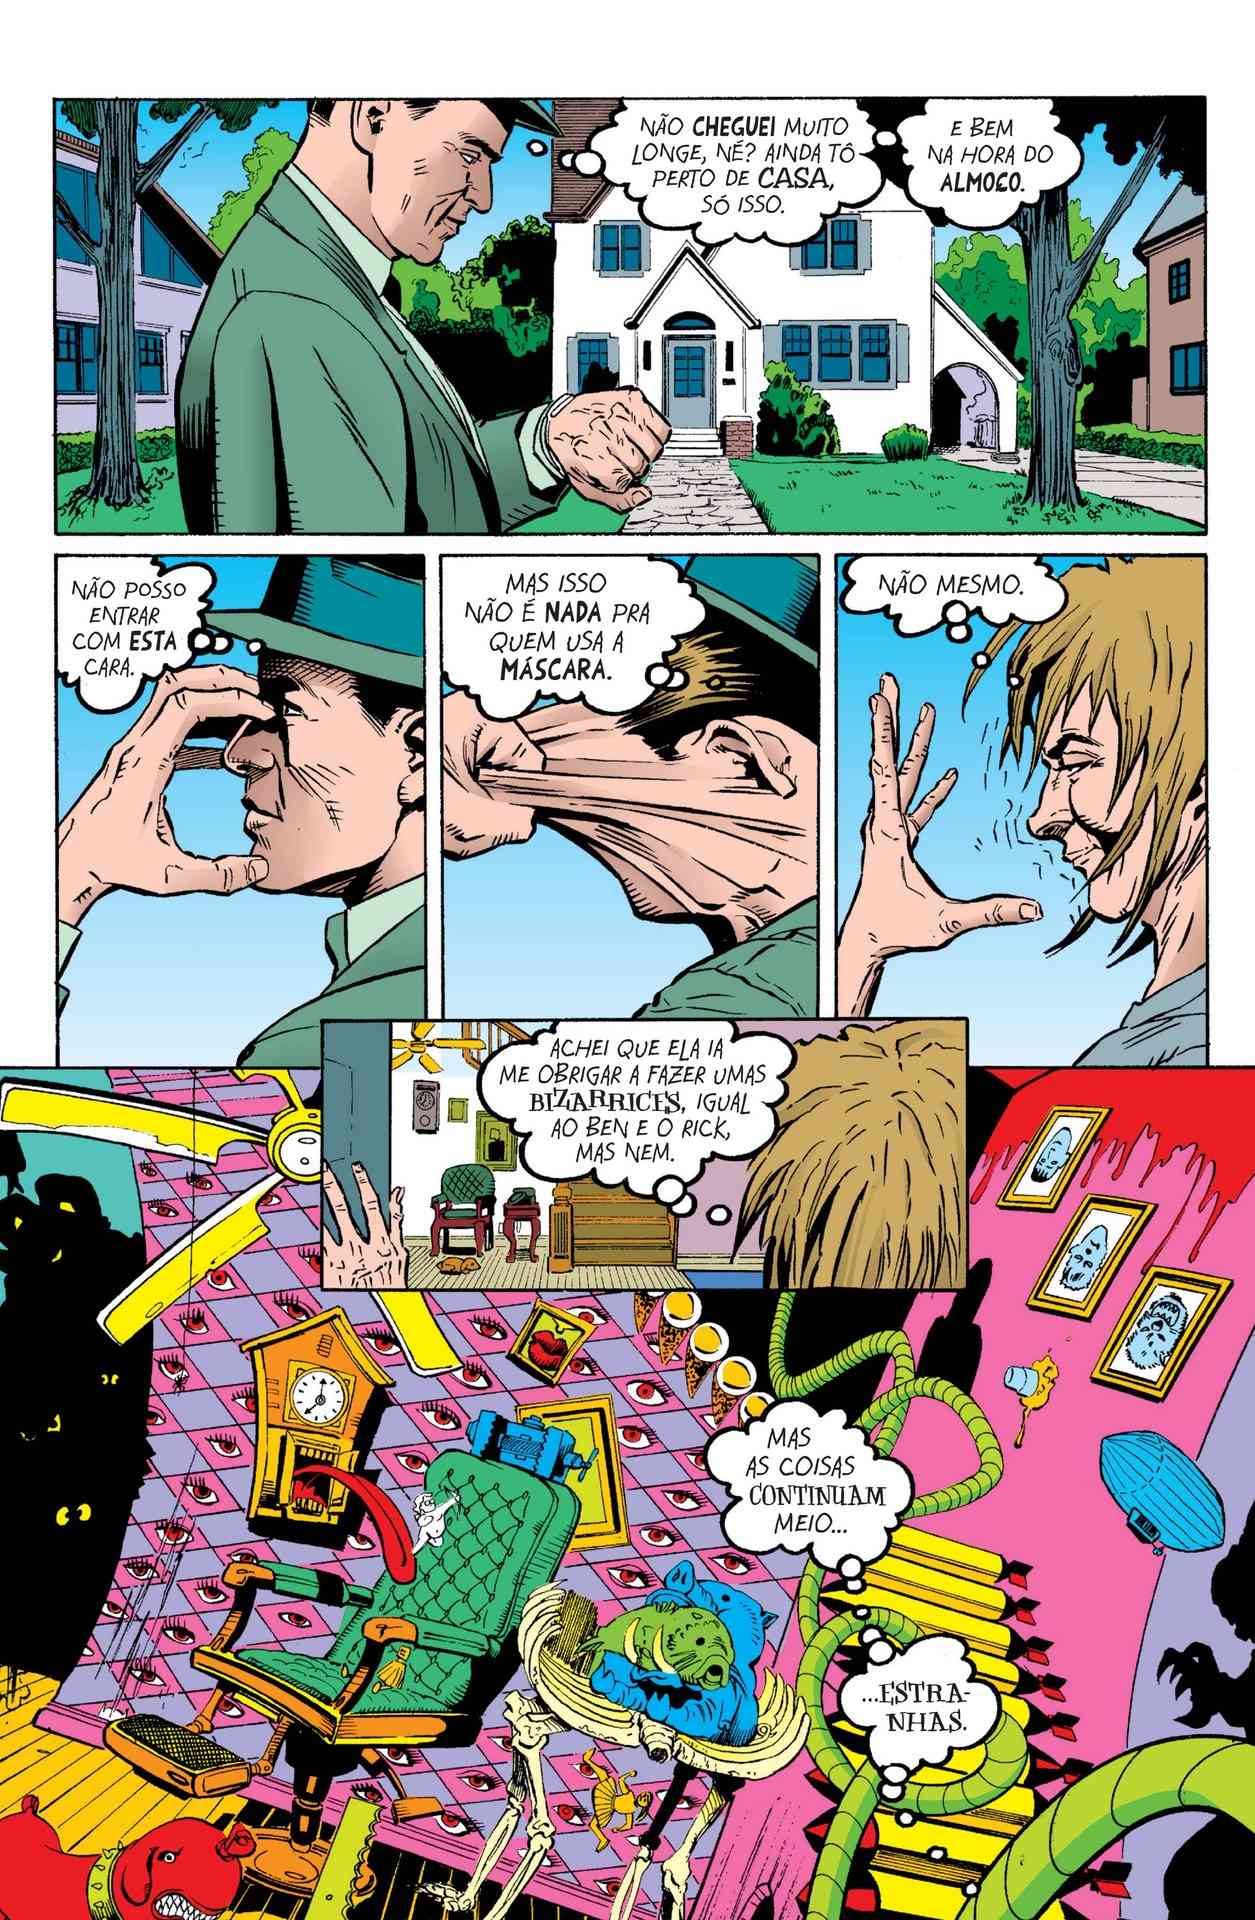 NÃO CHEGUEI MUITO
LONGE, NÉ? AINDA TÔ
PERTO DE CASA,
SÓ ISSO.
E BEM
NA HORA DO
ALMOÇO.
NÃO POSSO
ENTRAR
COM ESTA
CARA.
MAS ISSO
NÃO É NADA PRA
QUEM USA A
MÁSCARA.
NÃO MESMO.
ACHEI QUE ELA IA
ME OBRIGAR A FAZER UMAS
BIZARRICES, IGUAL
AO BEN E O RICK,
MAS NEM.
MAS
AS COISAS
CONTINUAM
MEIO...
...ESTRA-
NHAS.